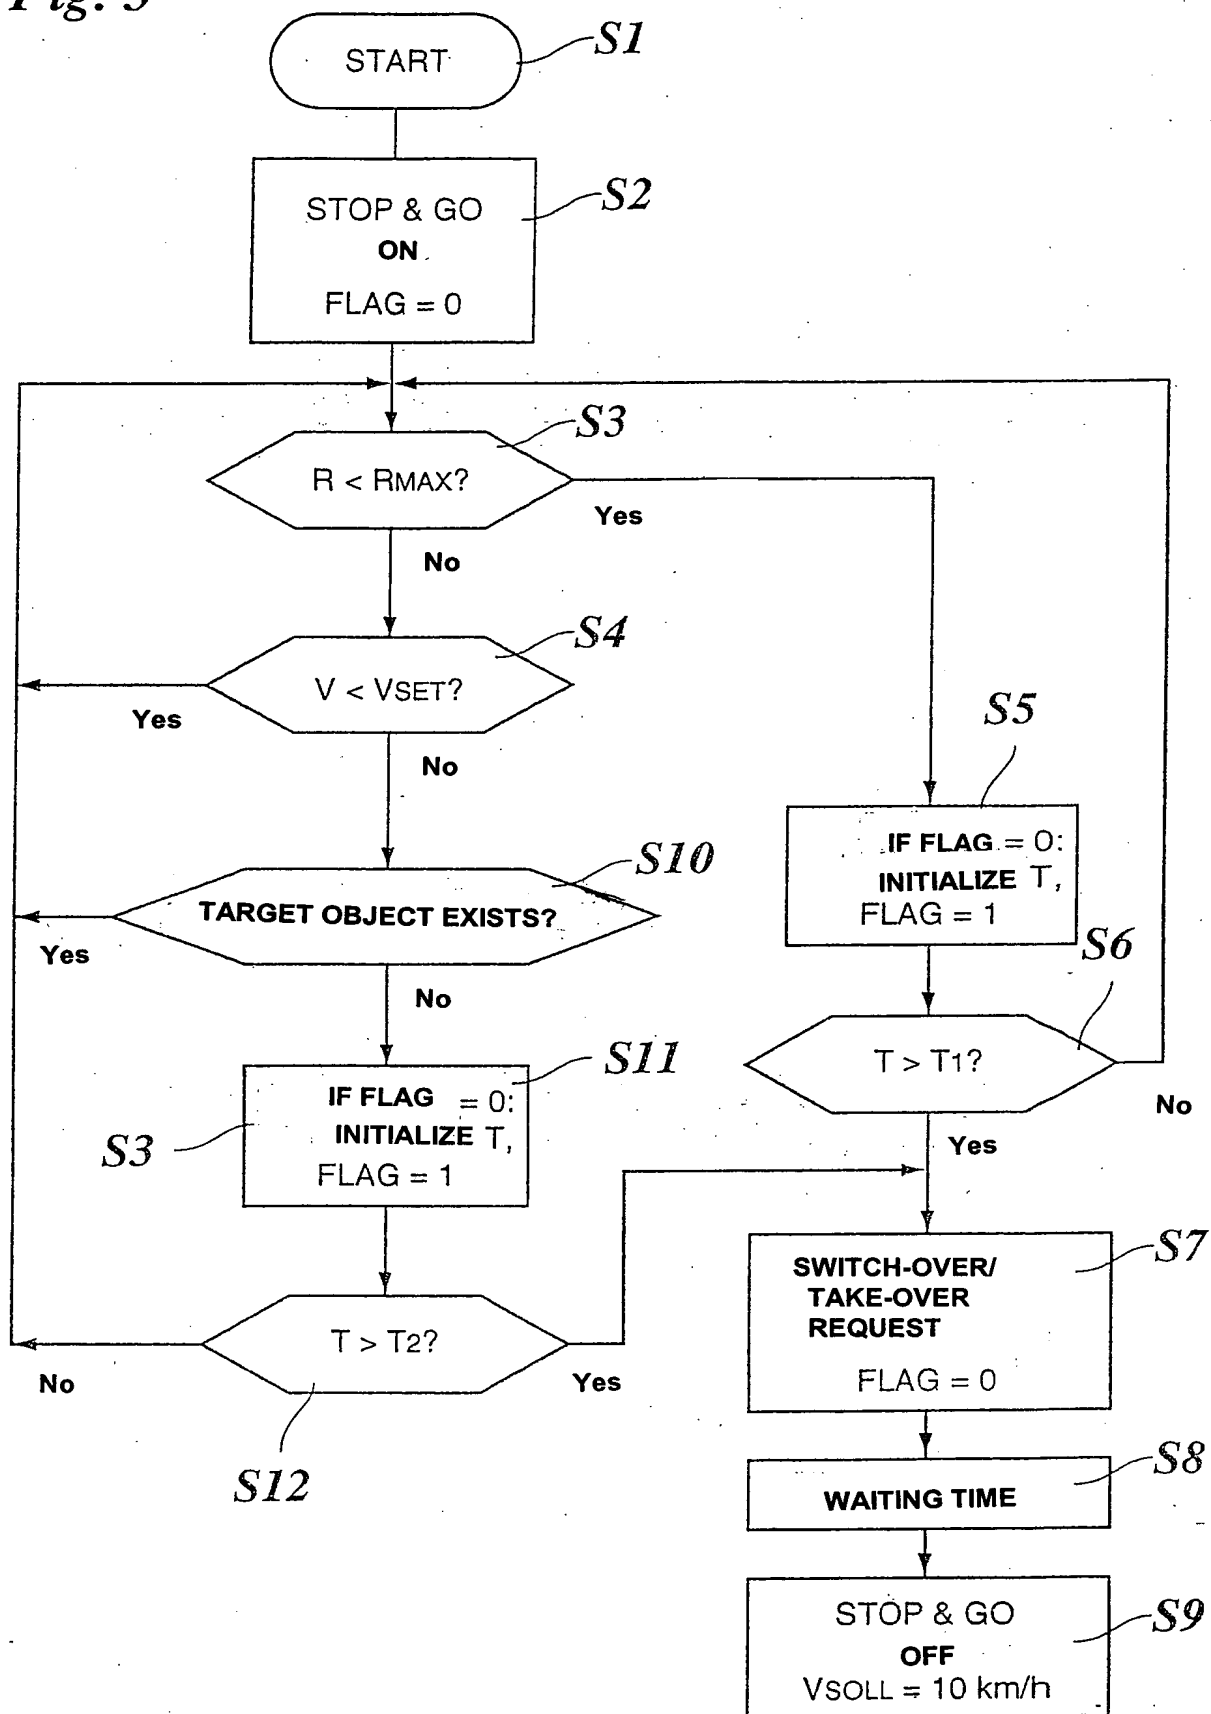 Fig. 3
START
S1
STOP & GO
ON
FLAG = 0
S2
R < RMAX?
S3
Yes
No
V < VSET?
S4
Yes
No
S5
IF FLAG = 0:
INITIALIZE T,
FLAG = 1
TARGET OBJECT EXISTS?
S10
Yes
No
S6
T > T1?
No
Yes
S11
IF FLAG = 0:
INITIALIZE T,
FLAG = 1
S3
S7
SWITCH-OVER/
TAKE-OVER
REQUEST
FLAG = 0
T > T2?
No
Yes
S12
S8
WAITING TIME
STOP & GO
OFF
VSOLL = 10 km/h
S9